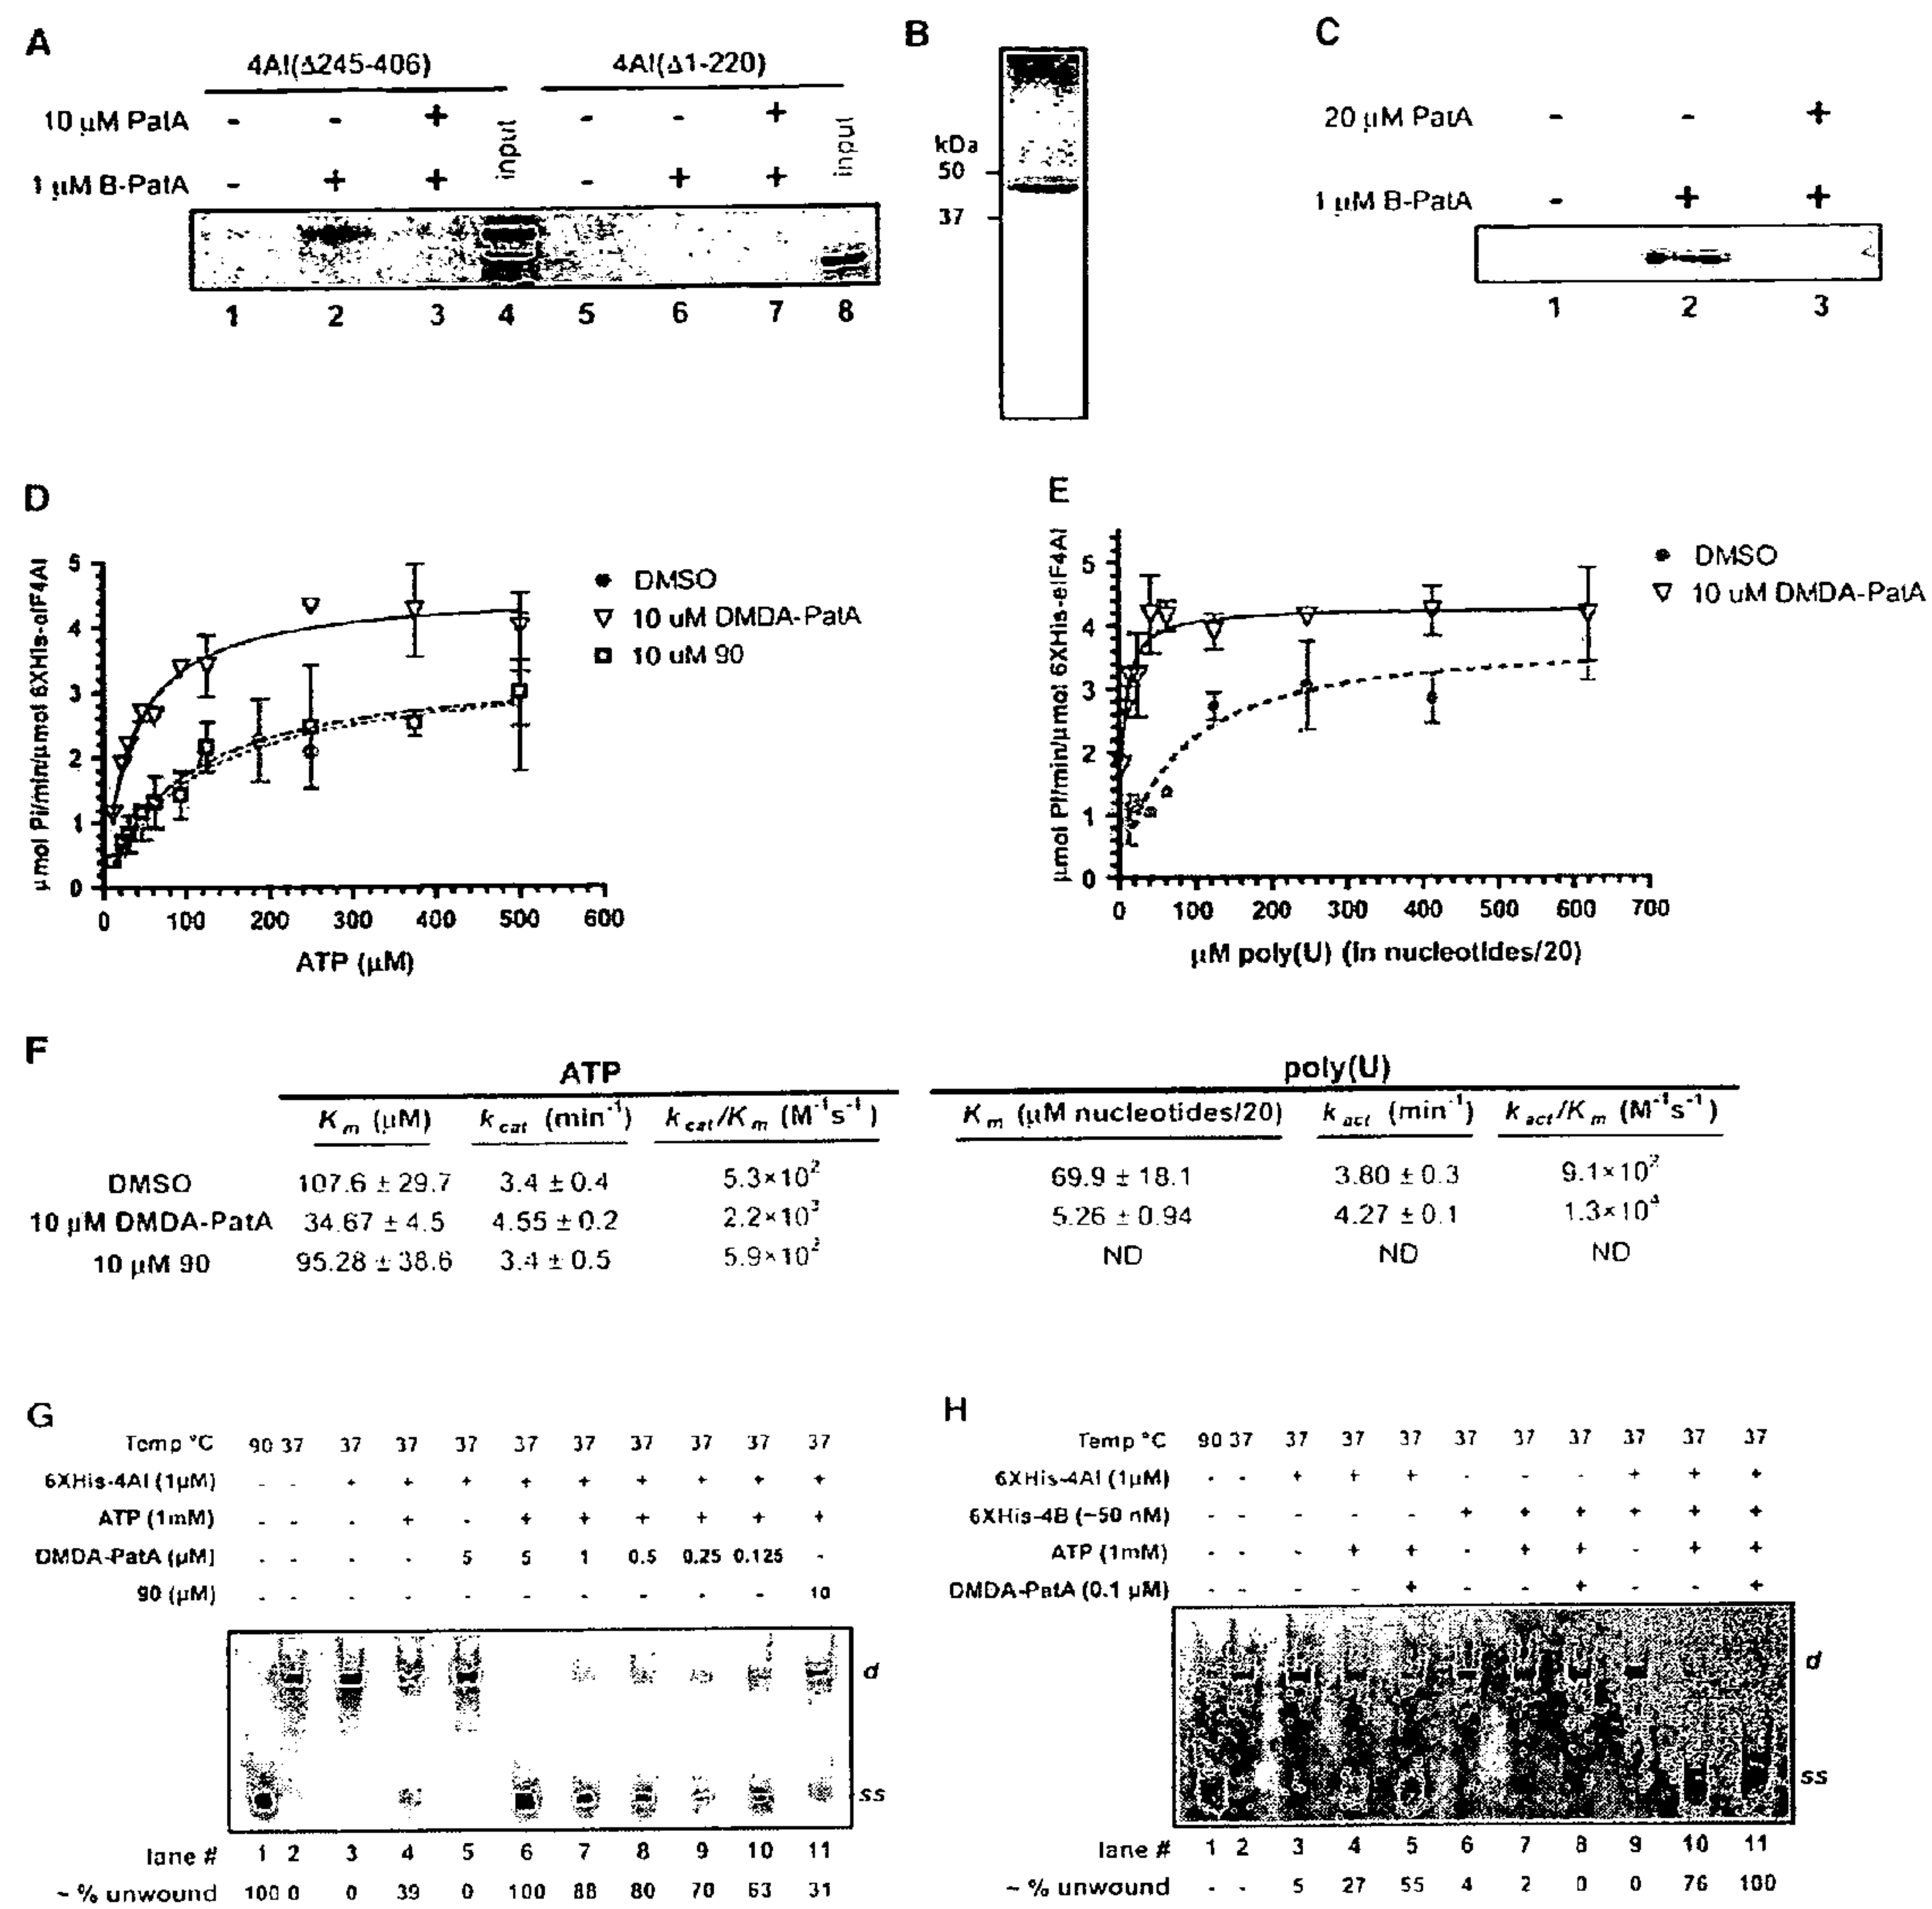 A
4AI(Δ245-406) 4AI(Δ1-220)
10 µM PatA - - + input - - + input
1 µM B-PatA - + + - + +
1 2 3 4 5 6 7 8
B
kDa
50
37
C
20 µM PatA - - +
1 µM B-PatA - + +
1 2 3
D
µmol Pi/min/µmol 6XHis-eIF4AI
5
4
3
2
1
0
0 100 200 300 400 500 600
ATP (µM)
DMSO
10 uM DMDA-PatA
10 uM 90
E
µmol Pi/min/µmol 6XHis-eIF4AI
5
4
3
2
1
0
0 100 200 300 400 500 600 700
µM poly(U) (in nucleotides/20)
DMSO
10 uM DMDA-PatA
F
ATP poly(U)
Km (µM) kcat (min⁻¹) kcat/Km (M⁻¹s⁻¹) Km (µM nucleotides/20) kact (min⁻¹) kact/Km (M⁻¹s⁻¹)
DMSO 107.6 ± 29.7 3.4 ± 0.4 5.3×10² 69.9 ± 18.1 3.80 ± 0.3 9.1×10²
10 µM DMDA-PatA 34.67 ± 4.5 4.55 ± 0.2 2.2×10³ 5.26 ± 0.94 4.27 ± 0.1 1.3×10⁴
10 µM 90 95.28 ± 38.6 3.4 ± 0.5 5.9×10² ND ND ND
G
Temp °C 90 37 37 37 37 37 37 37 37 37 37
6XHis-4AI (1µM) - - + + + + + + + + +
ATP (1mM) - - - + - + + + + + +
DMDA-PatA (µM) - - - - 5 5 1 0.5 0.25 0.125 -
90 (µM) - - - - - - - - - - 10
d
ss
lane # 1 2 3 4 5 6 7 8 9 10 11
~ % unwound 100 0 0 39 0 100 88 80 70 63 31
H
Temp °C 90 37 37 37 37 37 37 37 37 37 37
6XHis-4AI (1µM) - - + + + - - - + + +
6XHis-4B (~50 nM) - - - - - + + + + + +
ATP (1mM) - - - + + - + + - + +
DMDA-PatA (0.1 µM) - - - - + - - + - - +
d
ss
lane # 1 2 3 4 5 6 7 8 9 10 11
~ % unwound - - 5 27 55 4 2 0 0 76 100